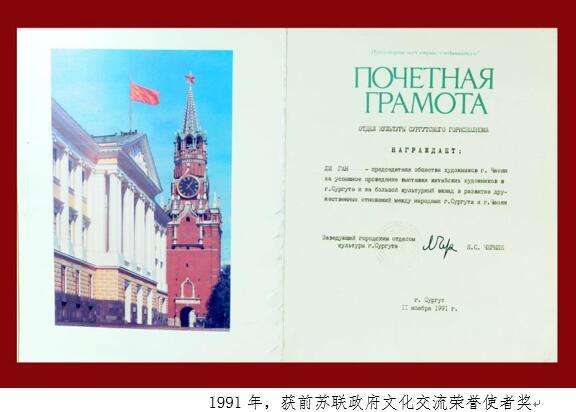 Пролетарии всех стран, соединяйтесь!
ПОЧЕТНАЯ
ГРАМОТА
ОТДЕЛ КУЛЬТУРЫ СУРГУТСКОГО ГОРИСПОЛКОМА
НАГРАЖДАЕТ:
ЛИ ГАН - председателя общества художников г.
за успешное проведение выставки китайских художников в
г.Сургуте и за большой культурный вклад в развитие дру-
жественных отношений между народами г.Сургута и г.
Заведующий городским отделом
культуры г.Сургута
г. Сургут
11 ноября 1991 г.
1991 年，获前苏联政府文化交流荣誉使者奖